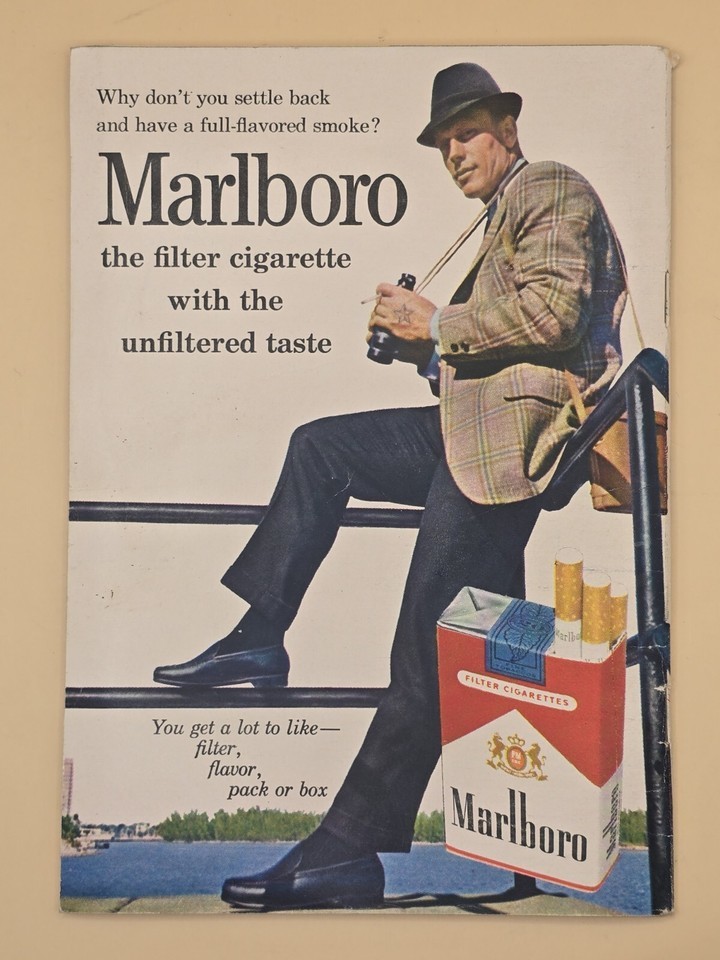 Why don't you settle back
and have a full-flavored smoke?
Marlboro
the filter cigarette
with the
unfiltered taste
You get a lot to like—
filter,
flavor,
pack or box
Marlboro
FILTER CIGARETTES
Marlboro